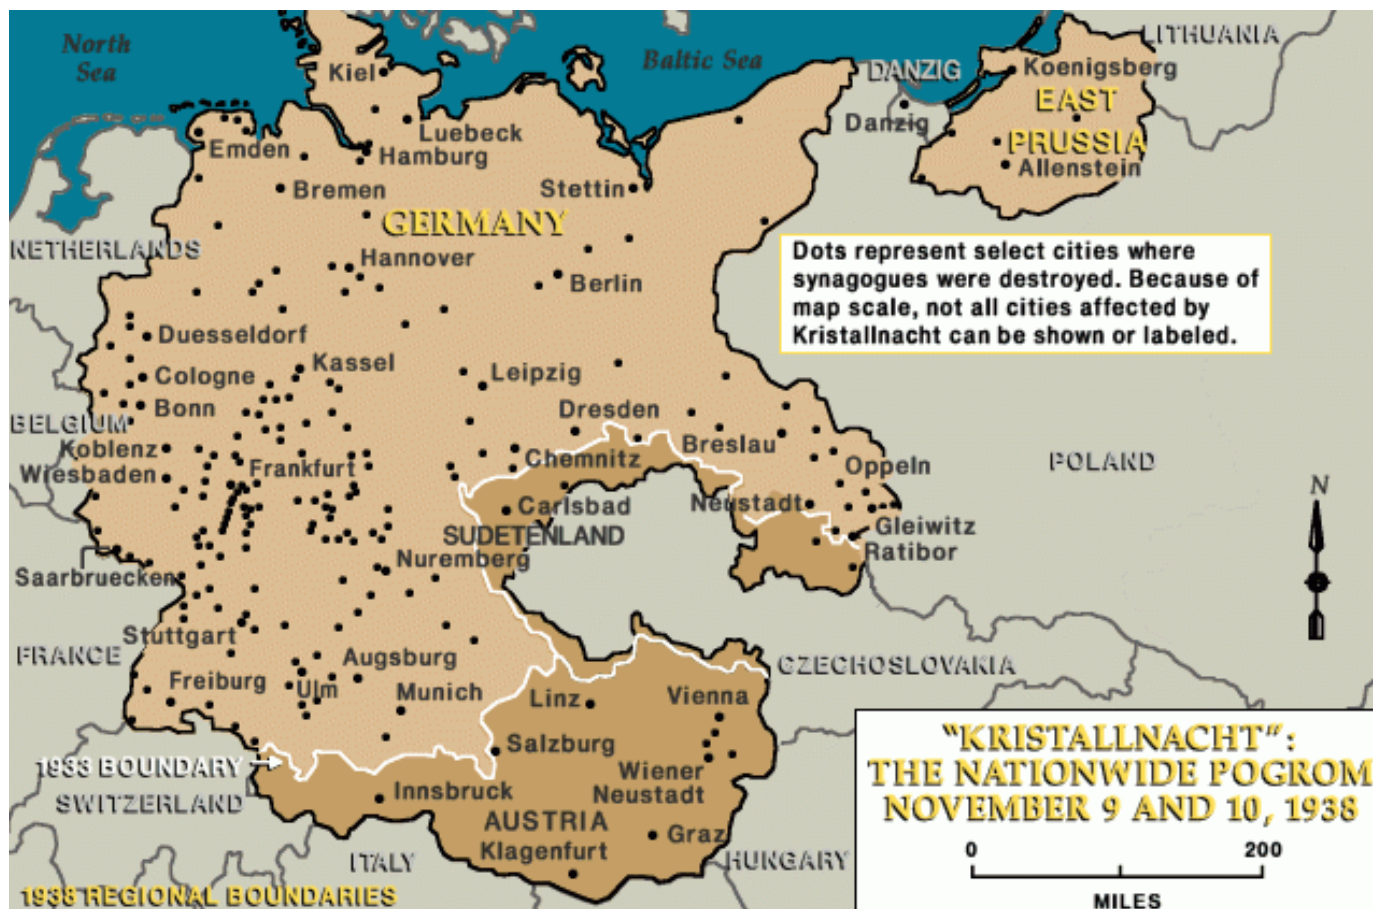 North
Sea
Baltic Sea
LITHUANIA
Kiel
DANZIG
Koenigsberg
EAST
PRUSSIA
Danzig
Luebeck
Emden
Hamburg
Allenstein
Bremen
Stettin
GERMANY
NETHERLANDS
Hannover
Berlin
Dots represent select cities where
synagogues were destroyed. Because of
map scale, not all cities affected by
Kristallnacht can be shown or labeled.
Duesseldorf
Kassel
Cologne
Leipzig
Bonn
Dresden
BELGIUM
Breslau
Koblenz
Chemnitz
Wiesbaden
Frankfurt
Oppeln
POLAND
N
Carlsbad
Neustadt
SUDETENLAND
Gleiwitz
Ratibor
Nuremberg
Saarbruecken
Stuttgart
FRANCE
Augsburg
CZECHOSLOVAKIA
Freiburg
Ulm
Munich
Linz
Vienna
Salzburg
1933 BOUNDARY
Wiener
Neustadt
SWITZERLAND
Innsbruck
AUSTRIA
Graz
Klagenfurt
ITALY
HUNGARY
"KRISTALLNACHT":
THE NATIONWIDE POGROM
NOVEMBER 9 AND 10, 1938
0 200
MILES
1938 REGIONAL BOUNDARIES